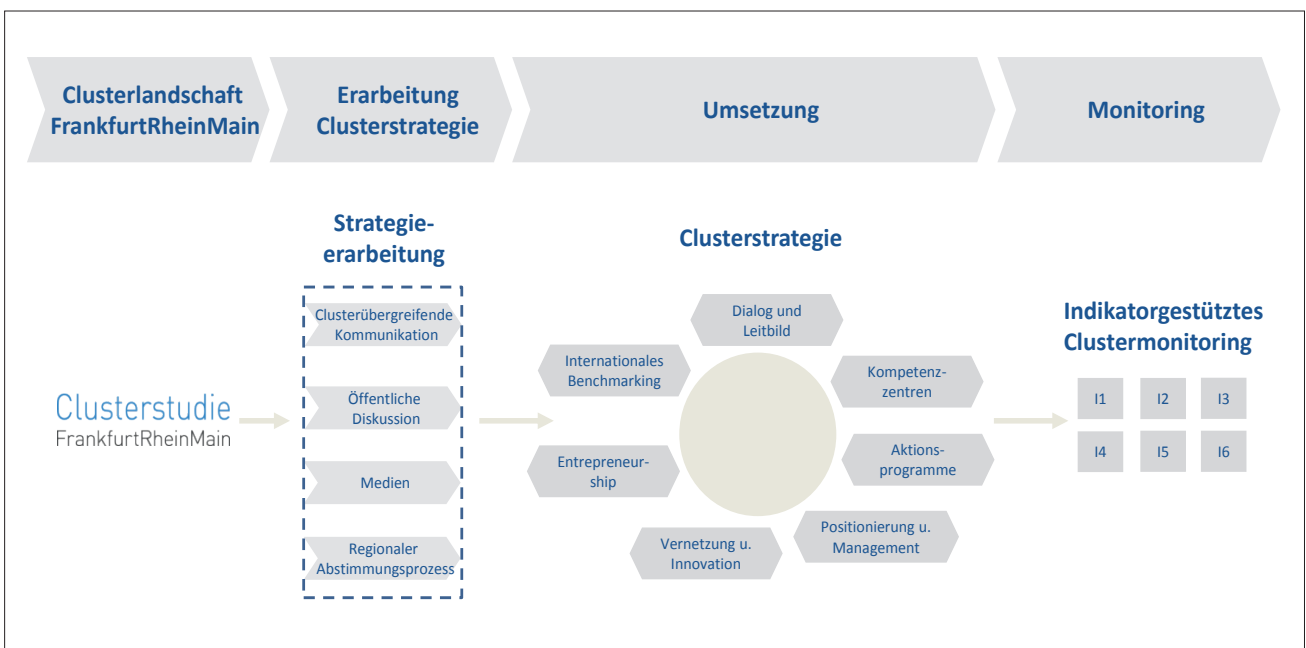 Clusterlandschaft
FrankfurtRheinMain
Erarbeitung
Clusterstrategie
Umsetzung
Monitoring
Strategie-
erarbeitung
Clusterübergreifende
Kommunikation
Öffentliche
Diskussion
Medien
Regionaler
Abstimmungsprozess
Clusterstudie
FrankfurtRheinMain
Clusterstrategie
Dialog und
Leitbild
Internationales
Benchmarking
Kompetenz-
zentren
Entrepreneur-
ship
Aktions-
programme
Vernetzung u.
Innovation
Positionierung u.
Management
Indikatorgestütztes
Clustermonitoring
I1 I2 I3
I4 I5 I6